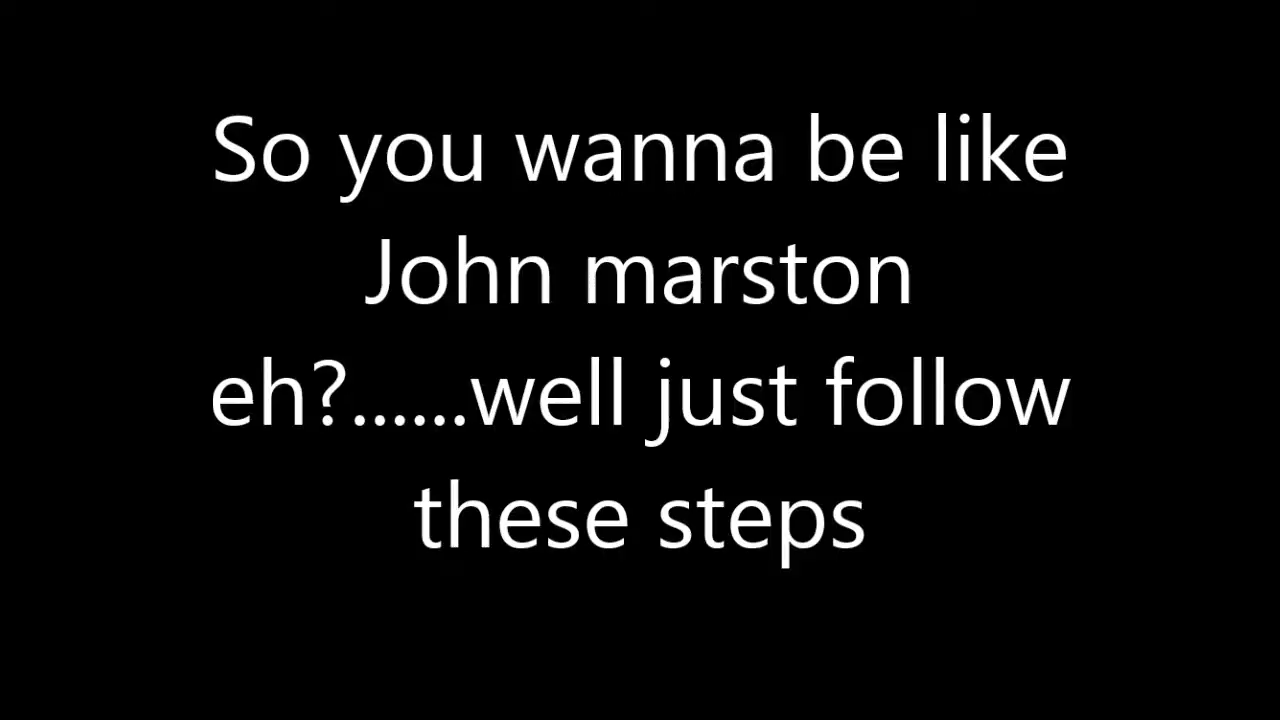 So you wanna be like
John marston
eh?......well just follow
these steps